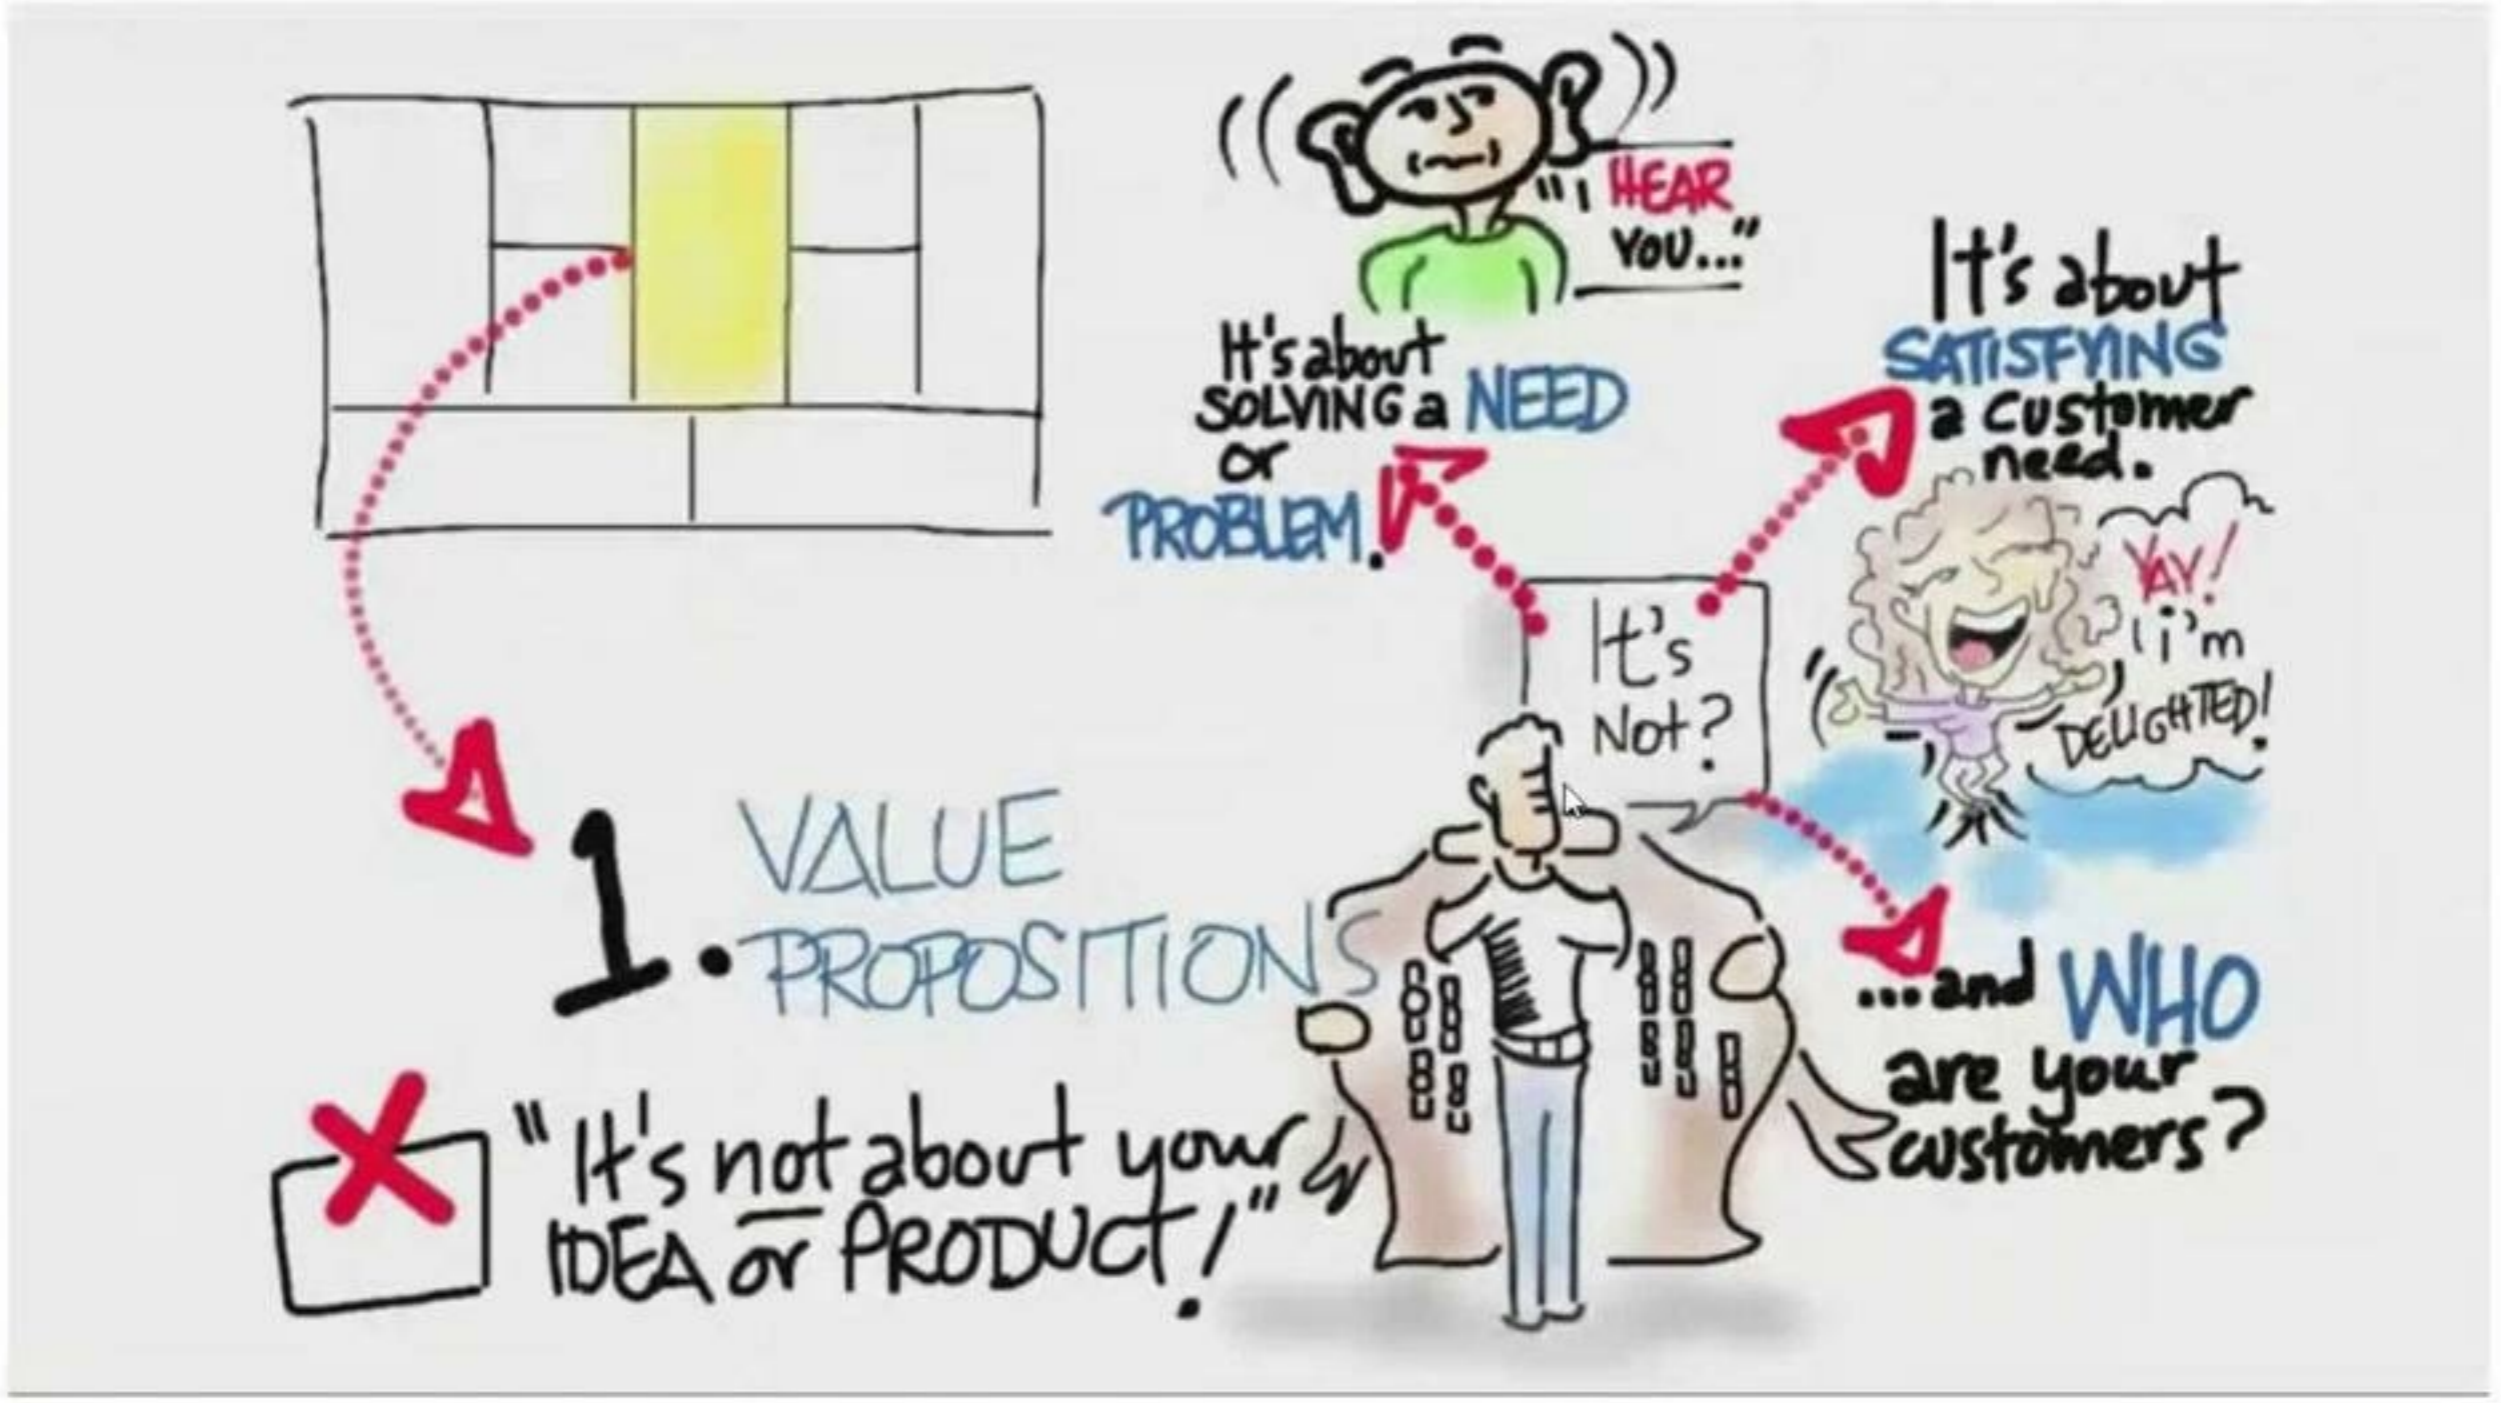 "I HEAR
YOU..."
It's about
SOLVING a NEED
or
PROBLEM.
It's about
SATISFYING
a customer
need.
YAY!
i'm
DELIGHTED!
It's
Not?
1. VALUE
PROPOSITIONS
...and WHO
are your
customers?
"It's not about your
IDEA or PRODUCT!"